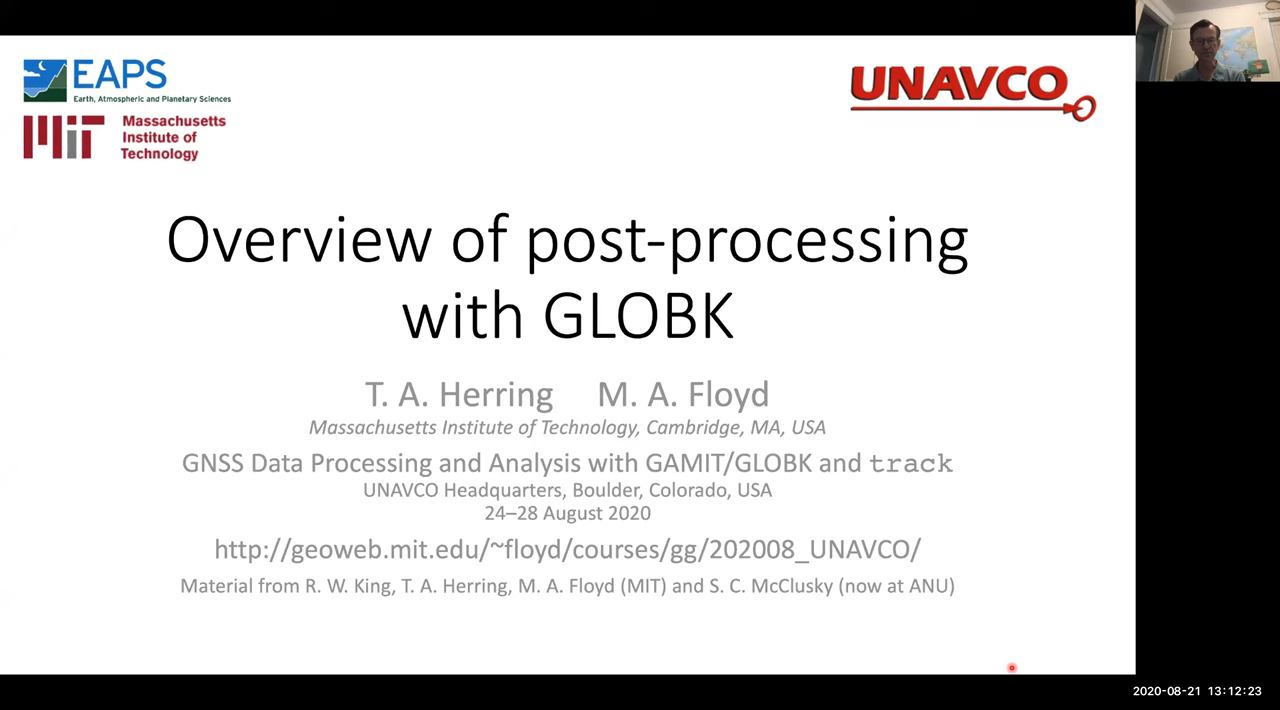 EAPS
Earth, Atmospheric and Planetary Sciences
MiT
Massachusetts
Institute of
Technology
UNAVCO
Overview of post-processing
with GLOBK
T. A. Herring M. A. Floyd
Massachusetts Institute of Technology, Cambridge, MA, USA
GNSS Data Processing and Analysis with GAMIT/GLOBK and track
UNAVCO Headquarters, Boulder, Colorado, USA
24–28 August 2020
http://geoweb.mit.edu/~floyd/courses/gg/202008_UNAVCO/
Material from R. W. King, T. A. Herring, M. A. Floyd (MIT) and S. C. McClusky (now at ANU)
2020-08-21 13:12:23